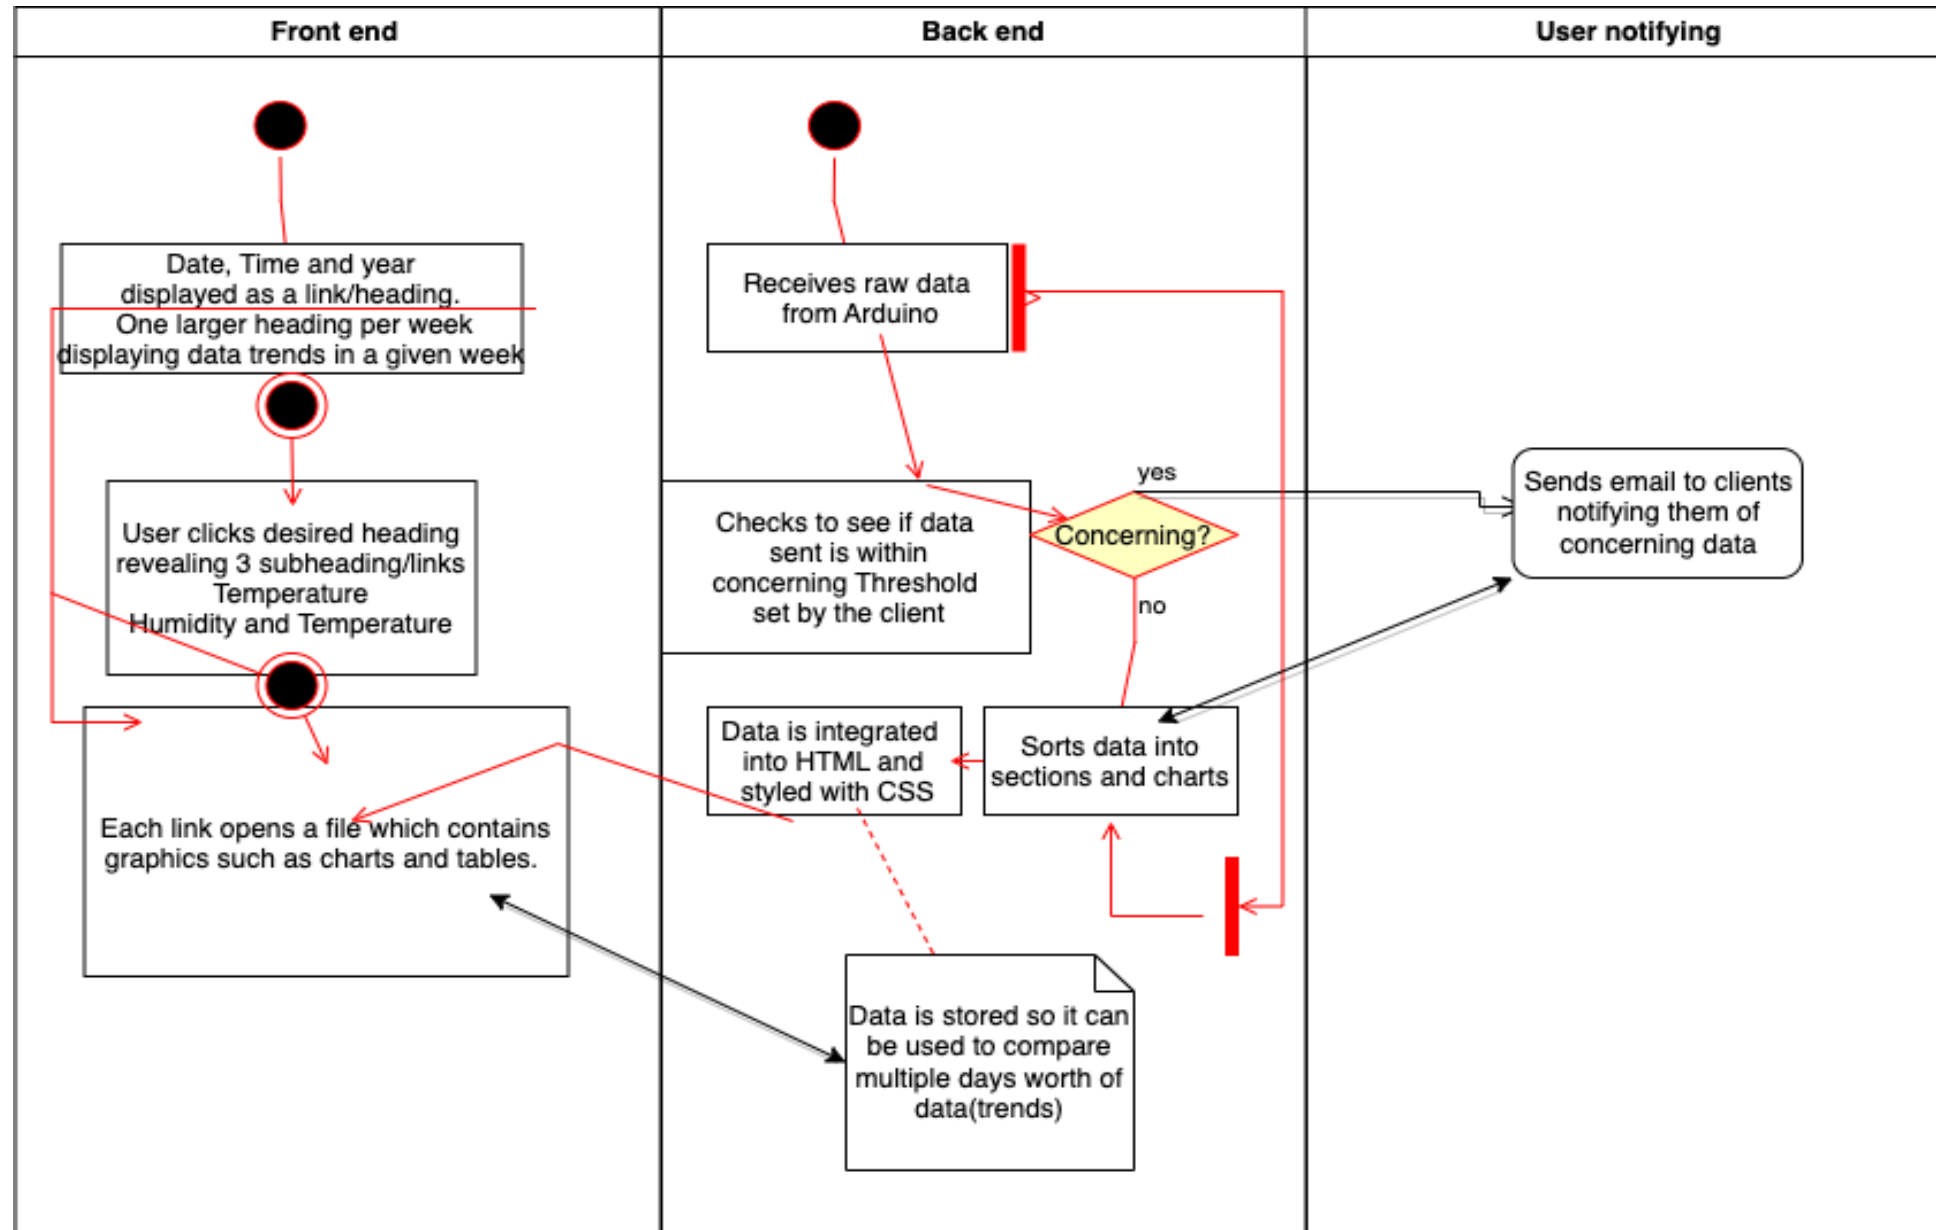 Front end
Back end
User notifying
Date, Time and year
displayed as a link/heading.
One larger heading per week
displaying data trends in a given week
User clicks desired heading
revealing 3 subheading/links
Temperature
Humidity and Temperature
Each link opens a file which contains
graphics such as charts and tables.
Receives raw data
from Arduino
Checks to see if data
sent is within
concerning Threshold
set by the client
Concerning?
yes
no
Data is integrated
into HTML and
styled with CSS
Sorts data into
sections and charts
Data is stored so it can
be used to compare
multiple days worth of
data(trends)
Sends email to clients
notifying them of
concerning data